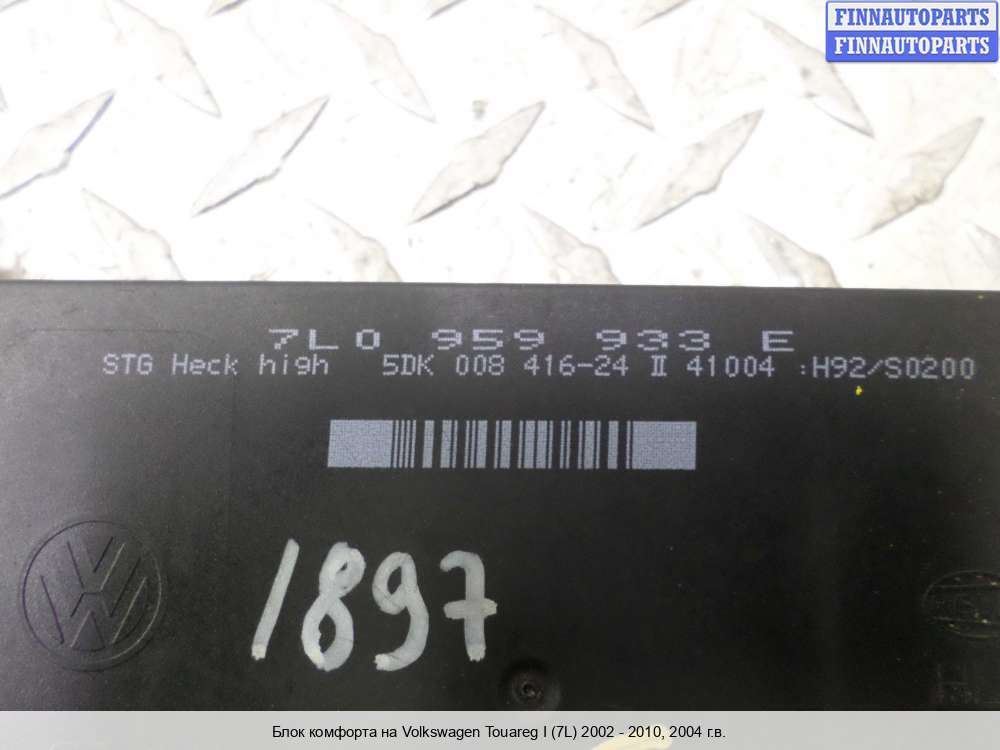 FINNAUTOPARTS
FINNAUTOPARTS
7L0 959 933 E
STG Heck high 5DK 008 416-24 II 41004 :H92/S0200
1897
Блок комфорта на Volkswagen Touareg I (7L) 2002 - 2010, 2004 г.в.